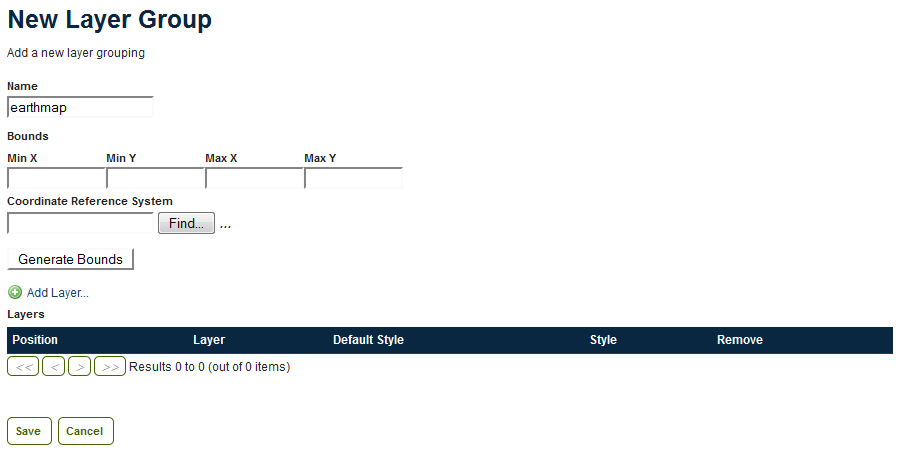 New Layer Group
Add a new layer grouping
Name
earthmap
Bounds
Min X Min Y Max X Max Y
Coordinate Reference System
Find... ...
Generate Bounds
Add Layer...
Layers
Position Layer Default Style Style Remove
<< < > >> Results 0 to 0 (out of 0 items)
Save Cancel